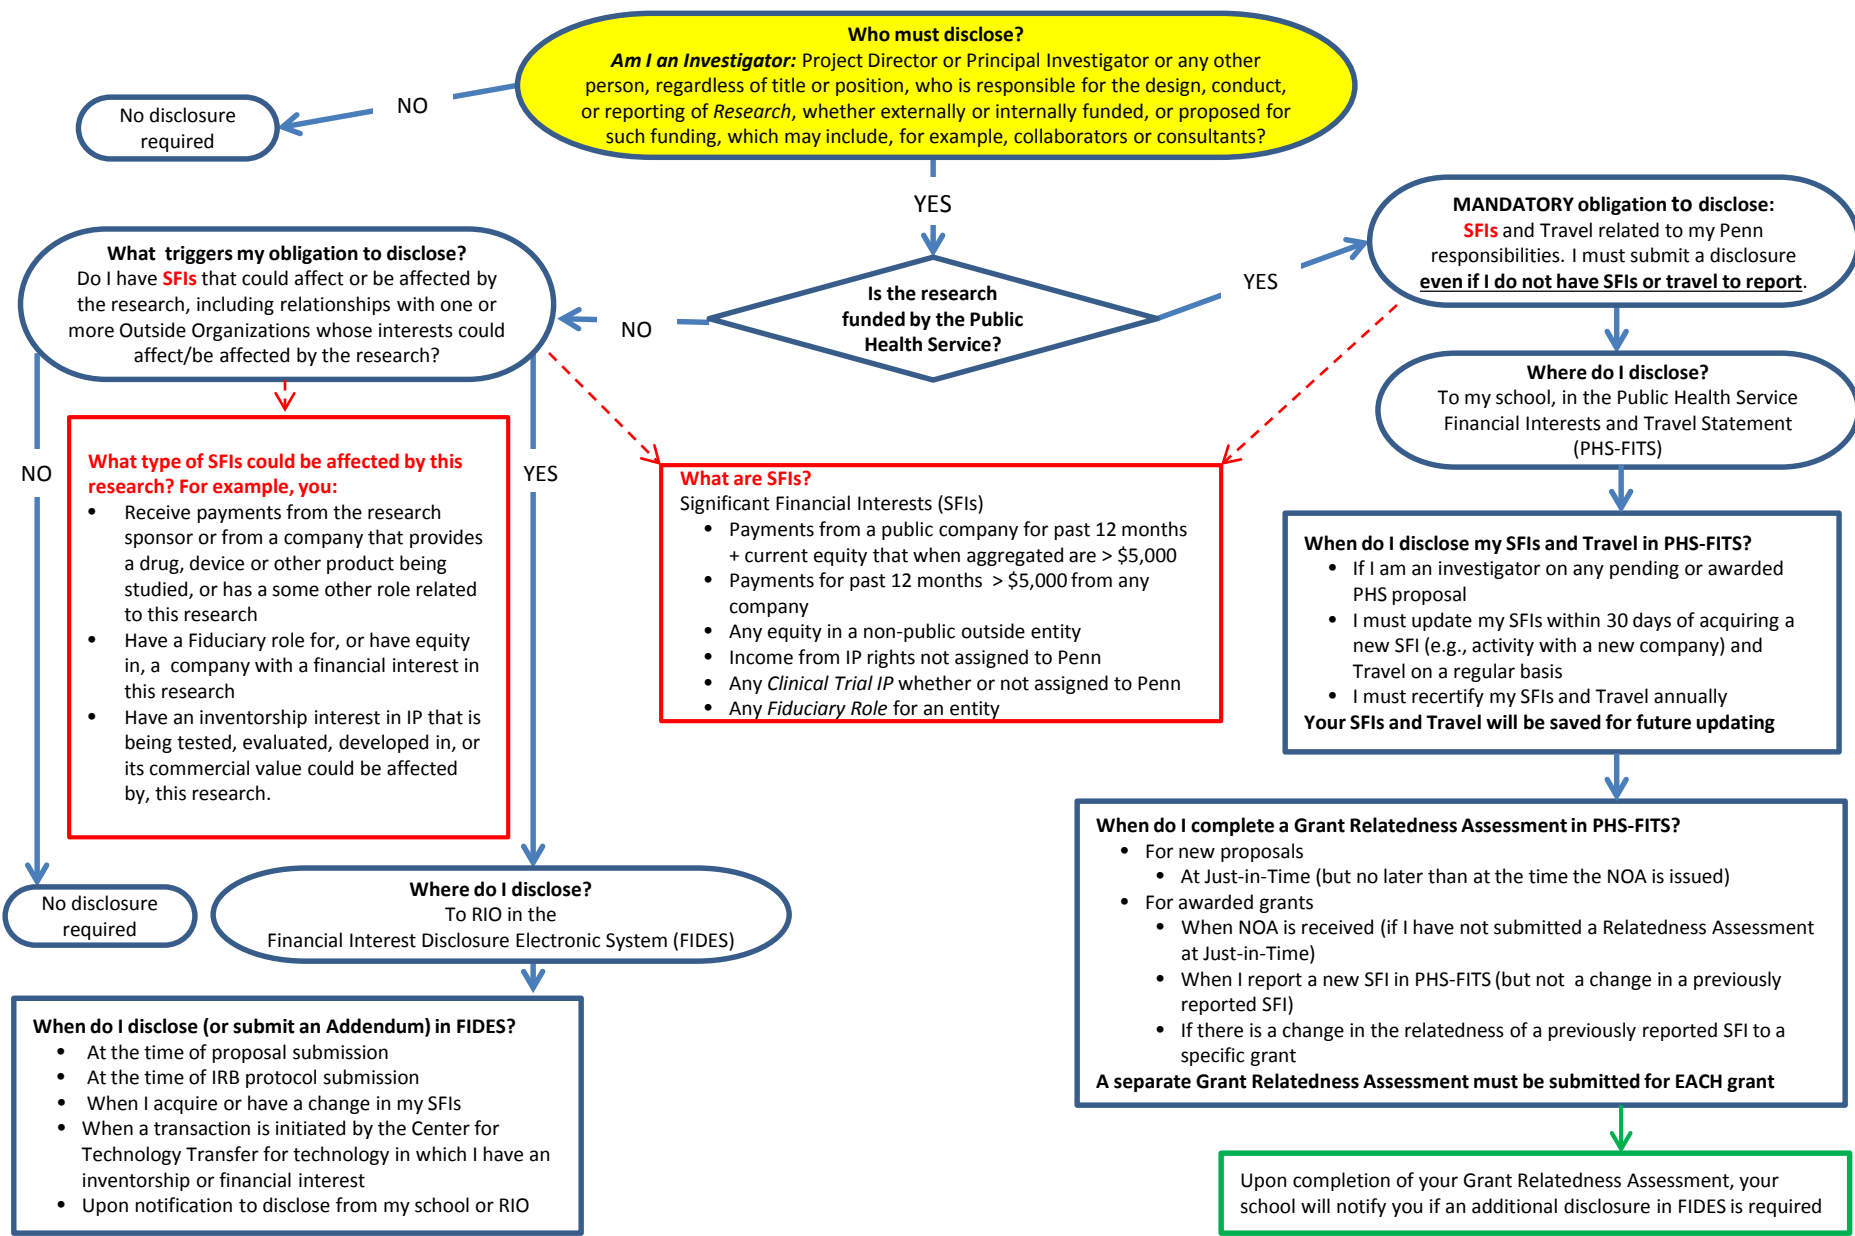 Who must disclose?
Am I an Investigator: Project Director or Principal Investigator or any other
person, regardless of title or position, who is responsible for the design, conduct,
or reporting of Research, whether externally or internally funded, or proposed for
such funding, which may include, for example, collaborators or consultants?
NO
No disclosure
required
YES
Is the research
funded by the Public
Health Service?
NO
YES
What triggers my obligation to disclose?
Do I have SFIs that could affect or be affected by
the research, including relationships with one or
more Outside Organizations whose interests could
affect/be affected by the research?
NO
YES
What type of SFIs could be affected by this
research? For example, you:
• Receive payments from the research
sponsor or from a company that provides
a drug, device or other product being
studied, or has a some other role related
to this research
• Have a Fiduciary role for, or have equity
in, a company with a financial interest in
this research
• Have an inventorship interest in IP that is
being tested, evaluated, developed in, or
its commercial value could be affected
by, this research.
No disclosure
required
Where do I disclose?
To RIO in the
Financial Interest Disclosure Electronic System (FIDES)
When do I disclose (or submit an Addendum) in FIDES?
• At the time of proposal submission
• At the time of IRB protocol submission
• When I acquire or have a change in my SFIs
• When a transaction is initiated by the Center for
Technology Transfer for technology in which I have an
inventorship or financial interest
• Upon notification to disclose from my school or RIO
What are SFIs?
Significant Financial Interests (SFIs)
• Payments from a public company for past 12 months
+ current equity that when aggregated are > $5,000
• Payments for past 12 months > $5,000 from any
company
• Any equity in a non-public outside entity
• Income from IP rights not assigned to Penn
• Any Clinical Trial IP whether or not assigned to Penn
• Any Fiduciary Role for an entity
MANDATORY obligation to disclose:
SFIs and Travel related to my Penn
responsibilities. I must submit a disclosure
even if I do not have SFIs or travel to report.
Where do I disclose?
To my school, in the Public Health Service
Financial Interests and Travel Statement
(PHS-FITS)
When do I disclose my SFIs and Travel in PHS-FITS?
• If I am an investigator on any pending or awarded
PHS proposal
• I must update my SFIs within 30 days of acquiring a
new SFI (e.g., activity with a new company) and
Travel on a regular basis
• I must recertify my SFIs and Travel annually
Your SFIs and Travel will be saved for future updating
When do I complete a Grant Relatedness Assessment in PHS-FITS?
• For new proposals
• At Just-in-Time (but no later than at the time the NOA is issued)
• For awarded grants
• When NOA is received (if I have not submitted a Relatedness Assessment
at Just-in-Time)
• When I report a new SFI in PHS-FITS (but not a change in a previously
reported SFI)
• If there is a change in the relatedness of a previously reported SFI to a
specific grant
A separate Grant Relatedness Assessment must be submitted for EACH grant
Upon completion of your Grant Relatedness Assessment, your
school will notify you if an additional disclosure in FIDES is required